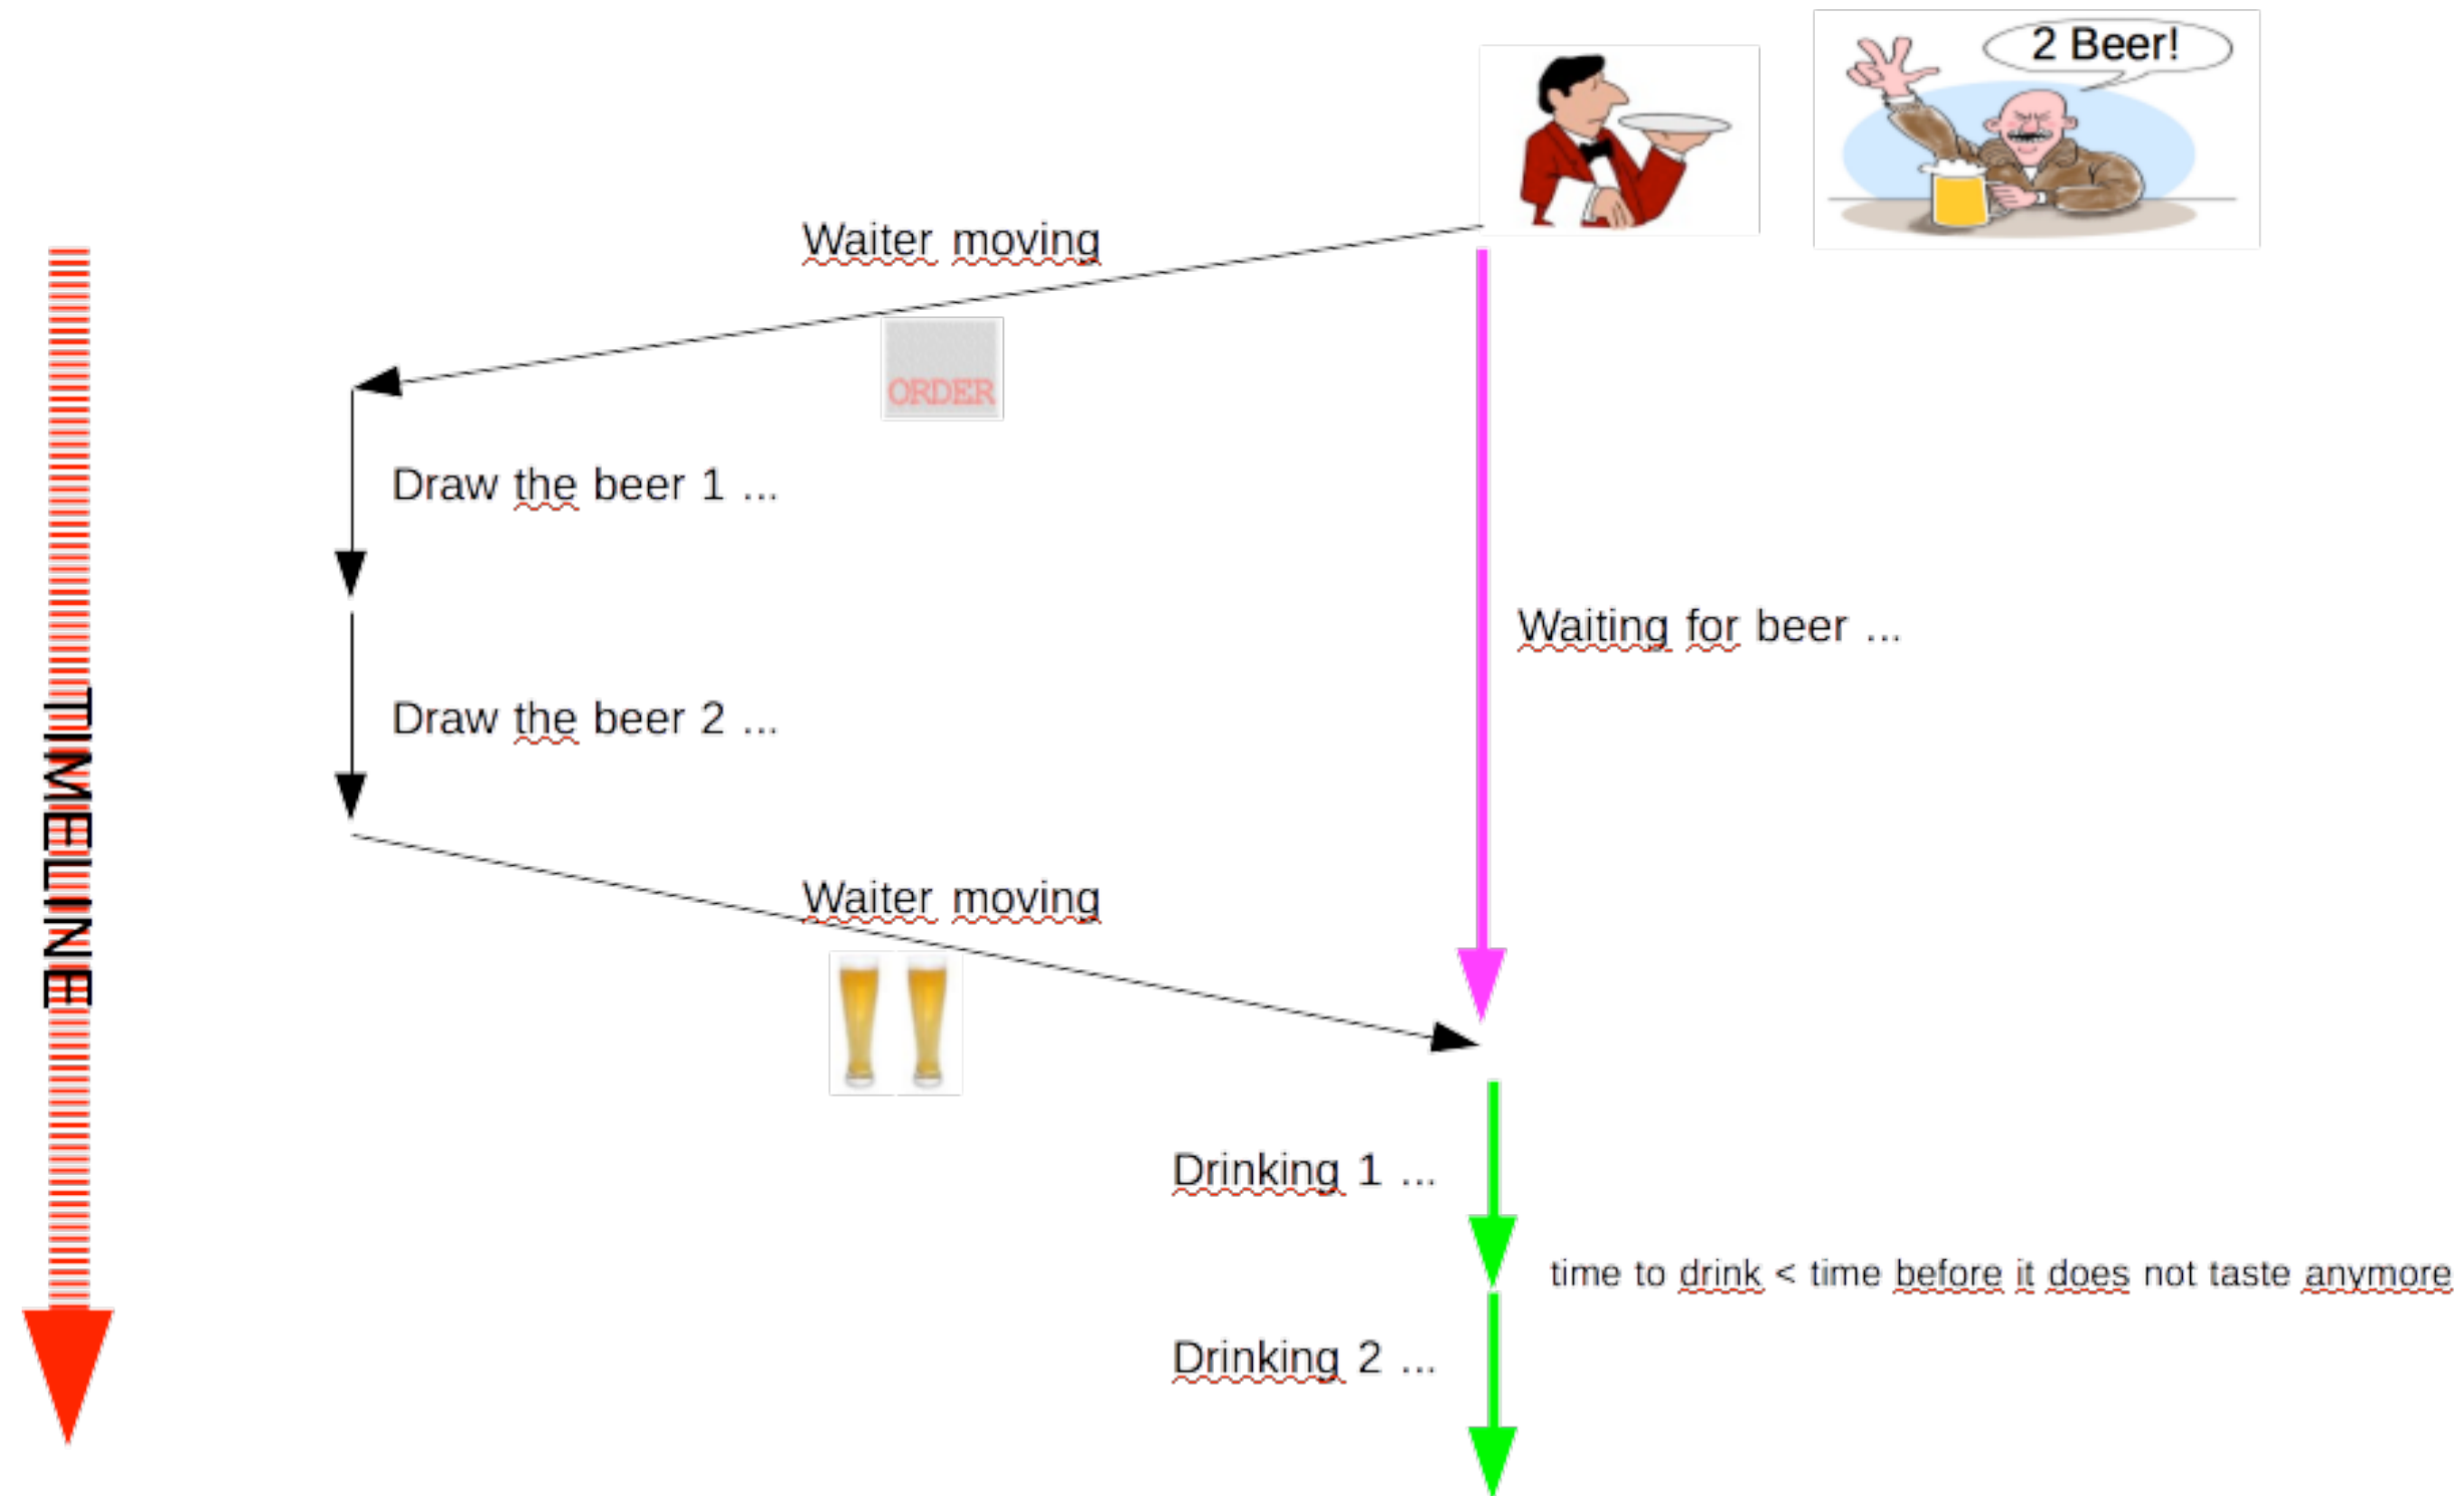 2 Beer!
Waiter moving
ORDER
Draw the beer 1 ...
Waiting for beer ...
Draw the beer 2 ...
TIMELINE
Waiter moving
Drinking 1 ...
time to drink < time before it does not taste anymore
Drinking 2 ...